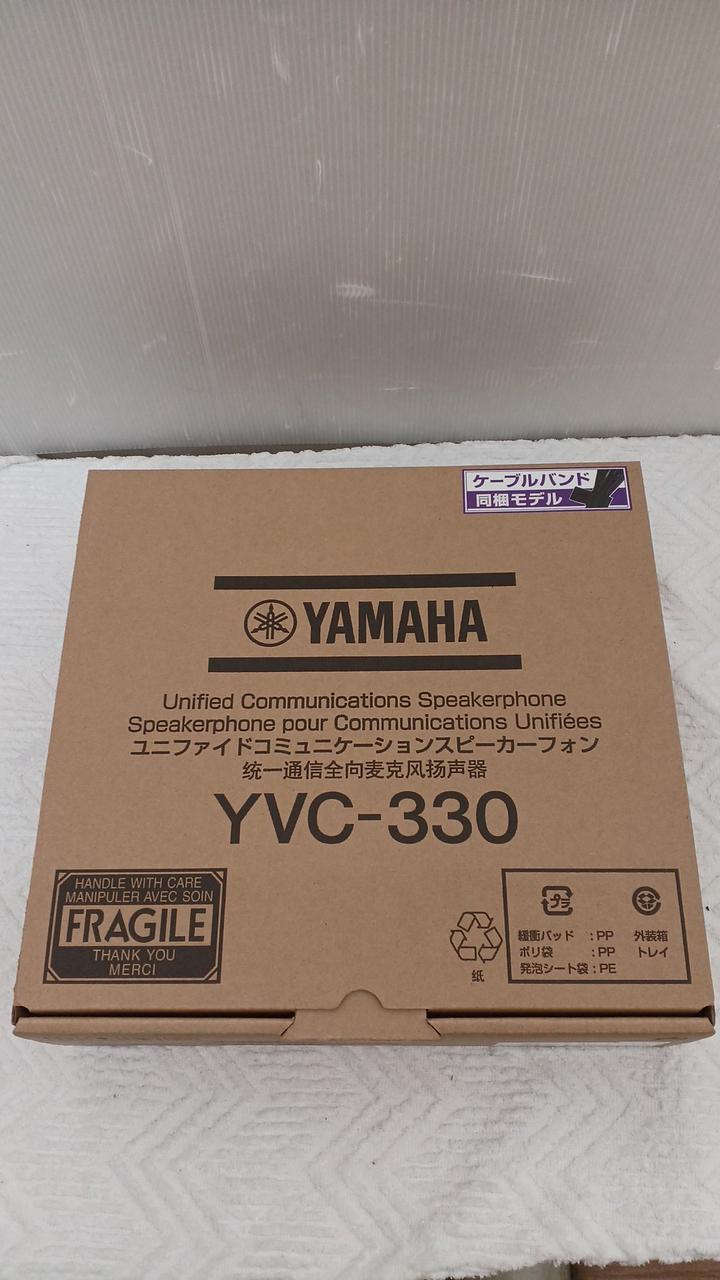 ケーブルバンド
同梱モデル
YAMAHA
Unified Communications Speakerphone
Speakerphone pour Communications Unifiées
ユニファイドコミュニケーションスピーカーフォン
统一通信全向麦克风扬声器
YVC-330
HANDLE WITH CARE
MANIPULER AVEC SOIN
FRAGILE
THANK YOU
MERCI
纸
プラ
緩衝パッド :PP
ポリ袋 :PP
発泡シート袋:PE
外装箱
トレイ